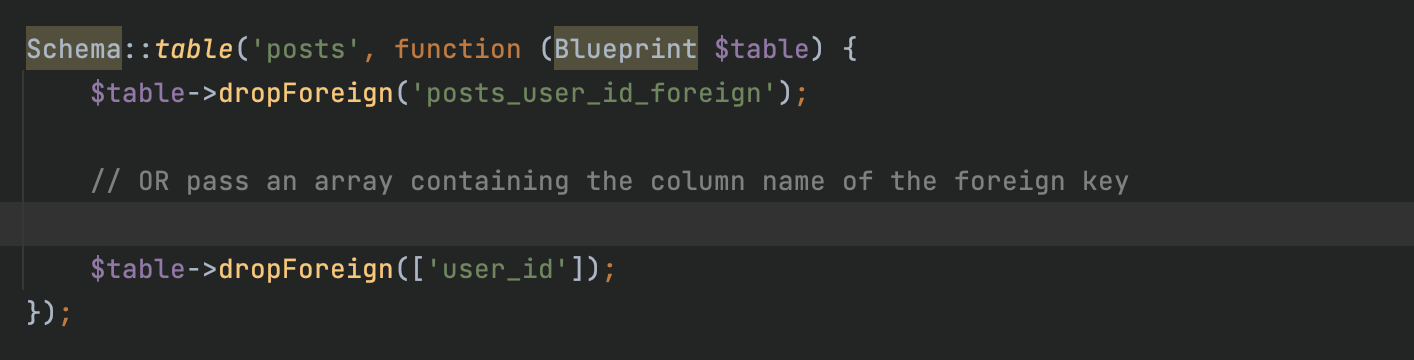 Schema::table('posts', function (Blueprint $table) {
    $table->dropForeign('posts_user_id_foreign');
    // OR pass an array containing the column name of the foreign key
    $table->dropForeign(['user_id']);
});